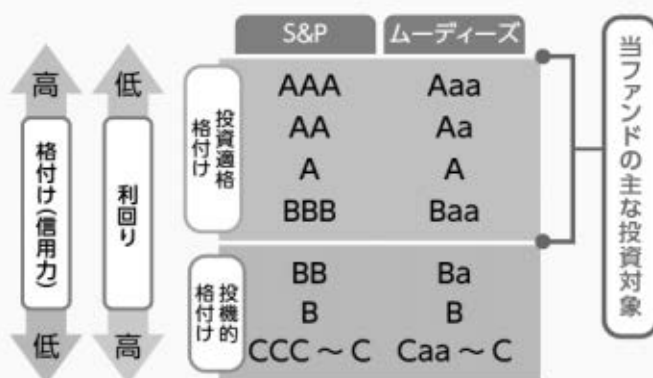 S&P ムーディーズ
高 低
格付け(信用力)
利回り
低 高
投資適格
格付け
AAA Aaa
AA Aa
A A
BBB Baa
投機的
格付け
BB Ba
B B
CCC ～ C Caa ～ C
当ファンドの主な投資対象